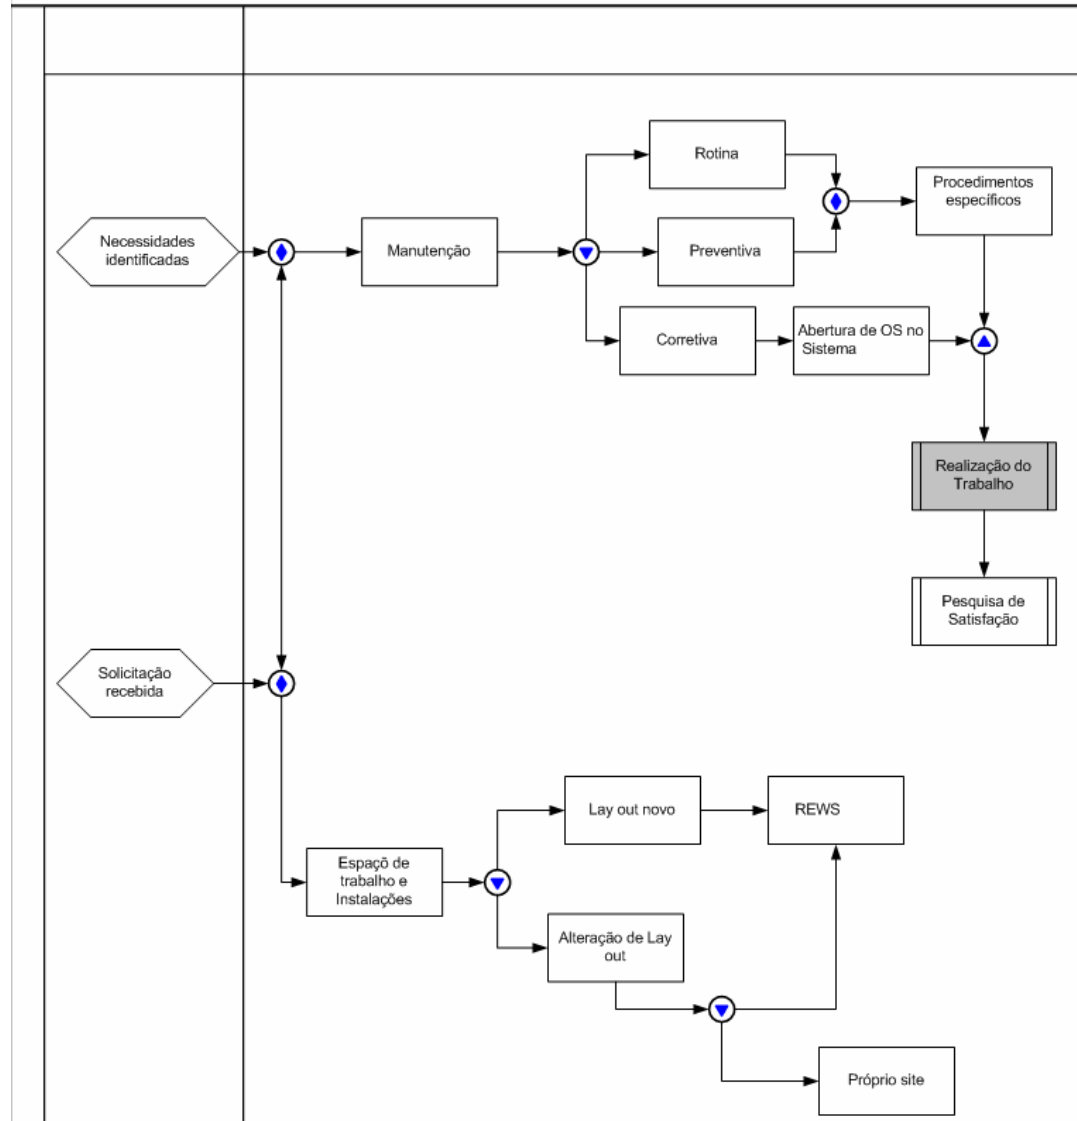 Rotina
Procedimentos
específicos
Necessidades
identificadas
Manutenção
Preventiva
Corretiva
Abertura de OS no
Sistema
Realização do
Trabalho
Pesquisa de
Satisfação
Solicitação
recebida
Lay out novo
REWS
Espaçõ de
trabalho e
Instalações
Alteração de Lay
out
Próprio site